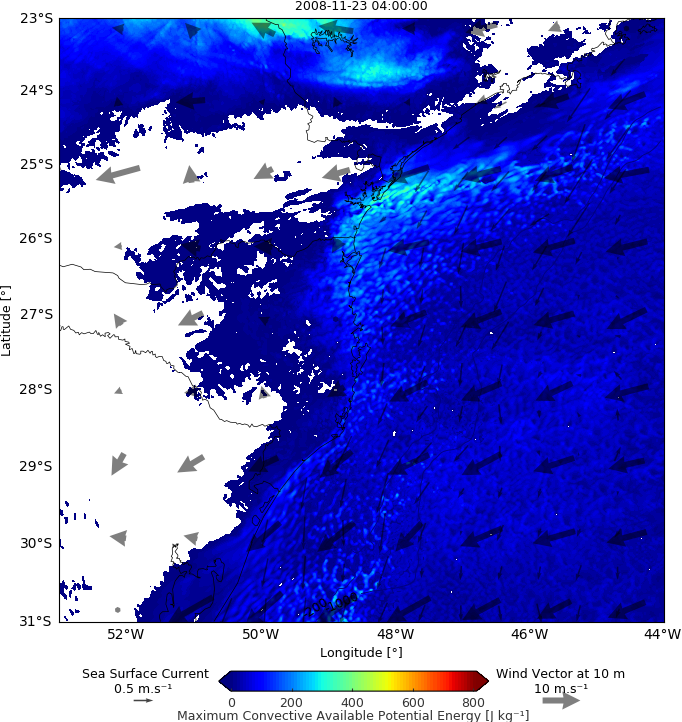 2008-11-23 04:00:00
23°S
24°S
25°S
26°S
27°S
28°S
29°S
30°S
31°S
Latitude [°]
52°W 50°W 48°W 46°W 44°W
Longitude [°]
Sea Surface Current
0.5 m.s⁻¹
Wind Vector at 10 m
10 m.s⁻¹
0 200 400 600 800
Maximum Convective Available Potential Energy [J kg⁻¹]